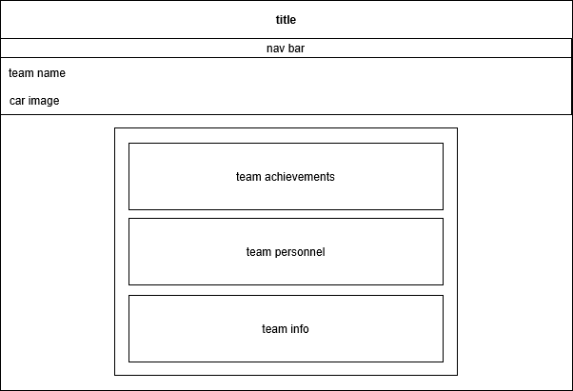 title
nav bar
team name
car image
team achievements
team personnel
team info